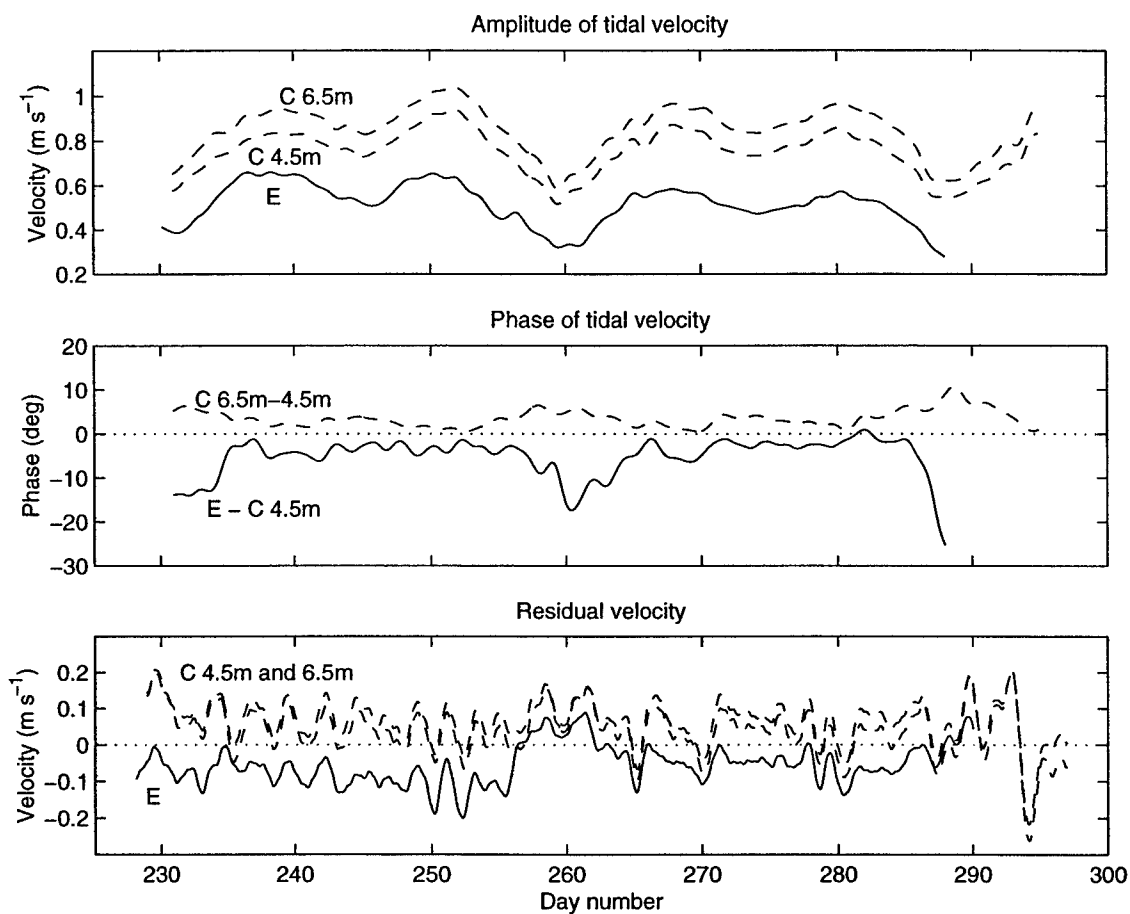 Amplitude of tidal velocity
Velocity (m s⁻¹)
1
0.8
0.6
0.4
0.2
C 6.5m
C 4.5m
E
Phase of tidal velocity
Phase (deg)
20
10
0
−10
−20
−30
C 6.5m−4.5m
E − C 4.5m
Residual velocity
Velocity (m s⁻¹)
0.2
0.1
0
−0.1
−0.2
C 4.5m and 6.5m
E
230 240 250 260 270 280 290 300
Day number